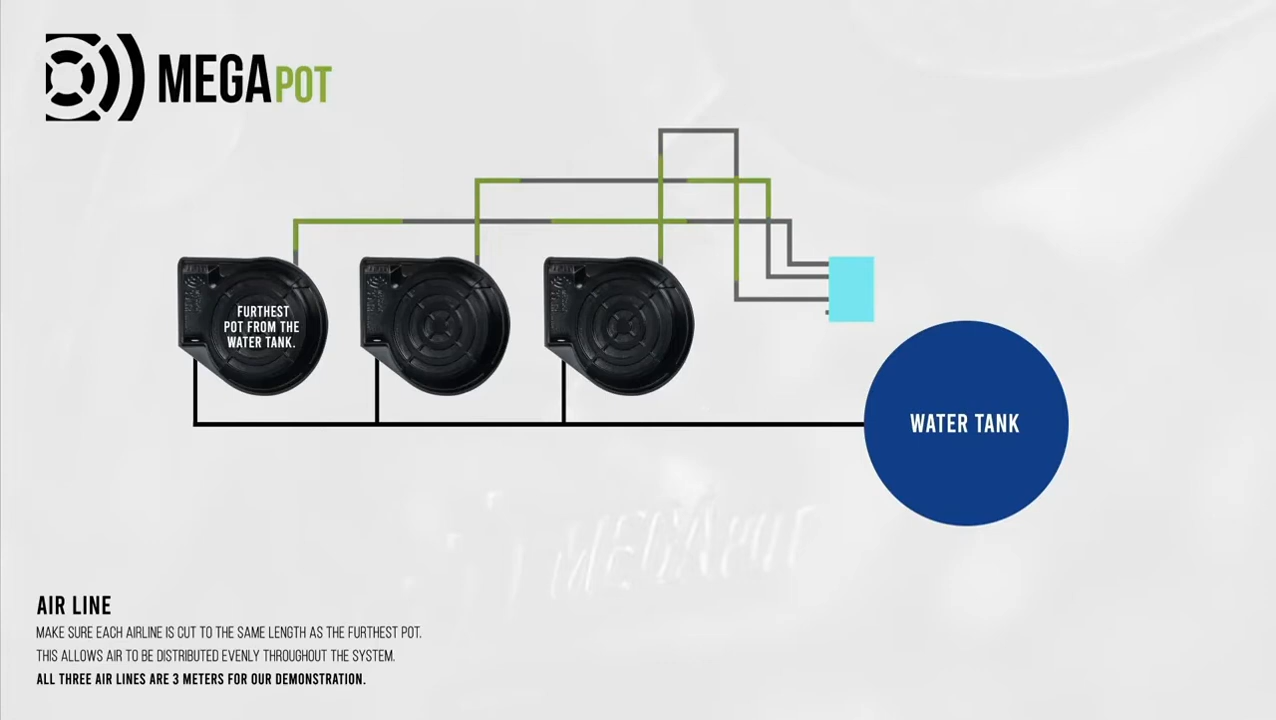 MEGAPOT
FURTHEST
POT FROM THE
WATER TANK.
WATER TANK
MEGAPOT
AIR LINE
MAKE SURE EACH AIRLINE IS CUT TO THE SAME LENGTH AS THE FURTHEST POT.
THIS ALLOWS AIR TO BE DISTRIBUTED EVENLY THROUGHOUT THE SYSTEM.
ALL THREE AIR LINES ARE 3 METERS FOR OUR DEMONSTRATION.